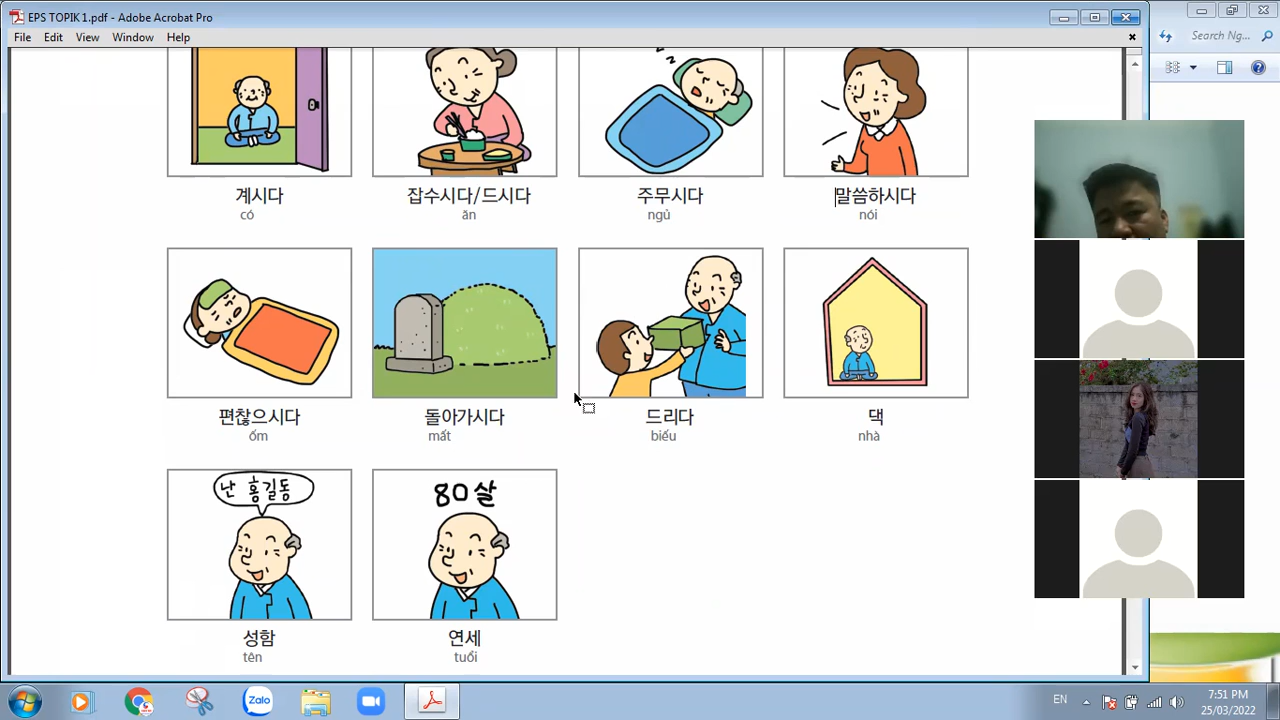 EPS TOPIK 1.pdf - Adobe Acrobat Pro
File Edit View Window Help
Search Ng...
z z
계시다
có
잡수시다/드시다
ăn
주무시다
ngủ
말씀하시다
nói
편찮으시다
ốm
돌아가시다
mất
드리다
biếu
댁
nhà
난 홍길동
80살
성함
tên
연세
tuổi
Zalo
EN
7:51 PM
25/03/2022